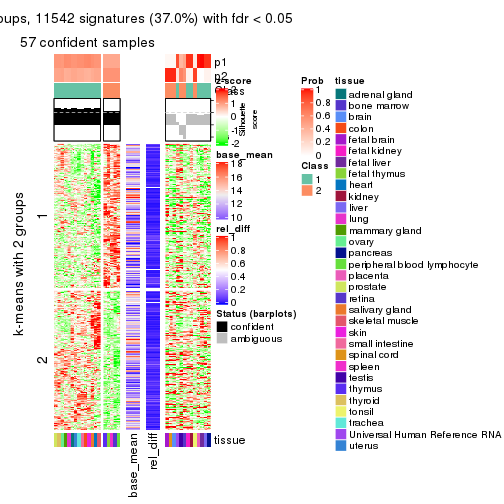 oups, 11542 signatures (37.0%) with fdr < 0.05
57 confident samples
p1
p2
Class
z-score
2
1
0
-1
-2
Silhouette
score
base_mean
18
16
14
12
10
rel_diff
1
0.8
0.6
0.4
0.2
0
Status (barplots)
confident
ambiguous
Prob
1
0.8
0.6
0.4
0.2
0
Class
1
2
tissue
adrenal gland
bone marrow
brain
colon
fetal brain
fetal kidney
fetal liver
fetal thymus
heart
kidney
liver
lung
mammary gland
ovary
pancreas
peripheral blood lymphocyte
placenta
prostate
retina
salivary gland
skeletal muscle
skin
small intestine
spinal cord
spleen
testis
thymus
thyroid
tonsil
trachea
Universal Human Reference RNA
uterus
k-means with 2 groups
1
2
tissue
base_mean
rel_diff